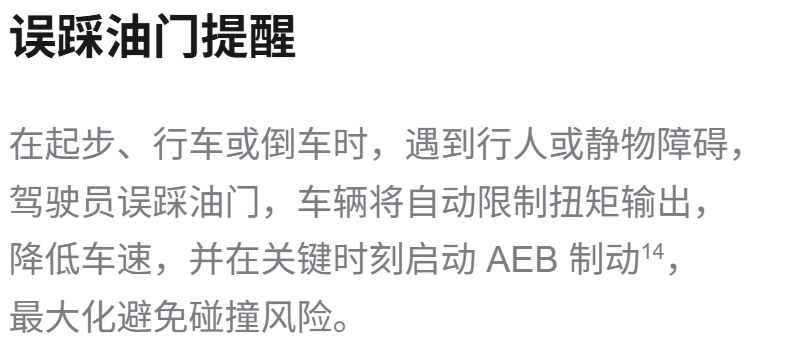 误踩油门提醒
在起步、行车或倒车时，遇到行人或静物障碍，
驾驶员误踩油门，车辆将自动限制扭矩输出，
降低车速，并在关键时刻启动 AEB 制动14，
最大化避免碰撞风险。